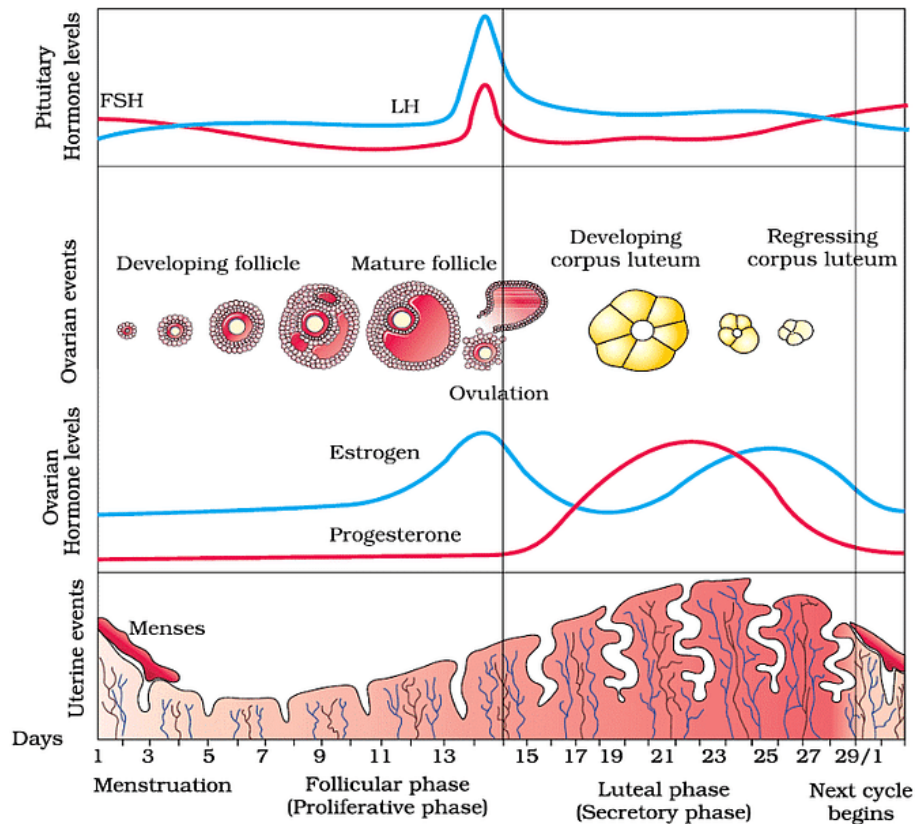 Pituitary
Hormone levels
FSH
LH
Ovarian events
Developing follicle
Mature follicle
Ovulation
Developing
corpus luteum
Regressing
corpus luteum
Ovarian
Hormone levels
Estrogen
Progesterone
Uterine events
Menses
Days
1 3 5 7 9 11 13 15 17 19 21 23 25 27 29/1
Menstruation
Follicular phase
(Proliferative phase)
Luteal phase
(Secretory phase)
Next cycle
begins